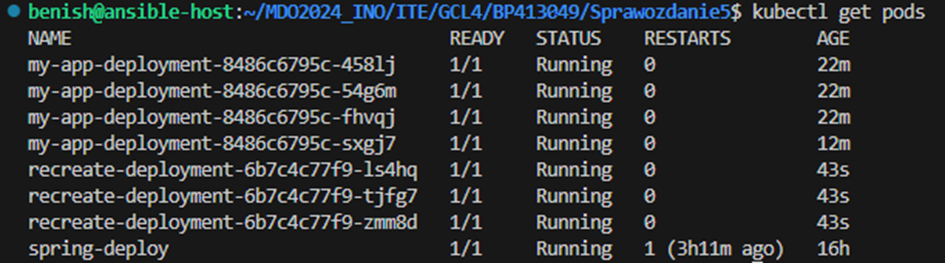 benish@ansible-host:~/MDO2024_INO/ITE/GCL4/BP413049/Sprawozdanie5$ kubectl get pods
NAME READY STATUS RESTARTS AGE
my-app-deployment-8486c6795c-458lj 1/1 Running 0 22m
my-app-deployment-8486c6795c-54g6m 1/1 Running 0 22m
my-app-deployment-8486c6795c-fhvqj 1/1 Running 0 22m
my-app-deployment-8486c6795c-sxgj7 1/1 Running 0 12m
recreate-deployment-6b7c4c77f9-ls4hq 1/1 Running 0 43s
recreate-deployment-6b7c4c77f9-tjfg7 1/1 Running 0 43s
recreate-deployment-6b7c4c77f9-zmm8d 1/1 Running 0 43s
spring-deploy 1/1 Running 1 (3h11m ago) 16h